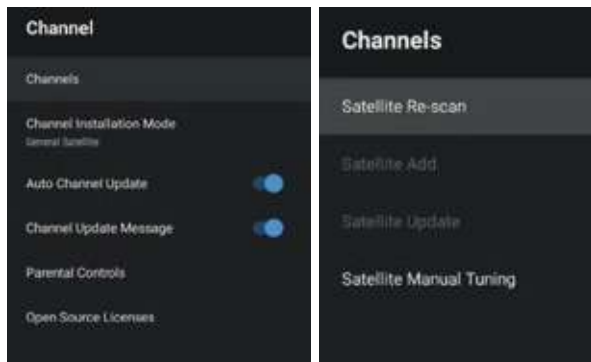 Channel
Channels
Channel Installation Mode
General Satellite
Auto Channel Update
Channel Update Message
Parental Controls
Open Source Licenses
Channels
Satellite Re-scan
Satellite Add
Satellite Update
Satellite Manual Tuning